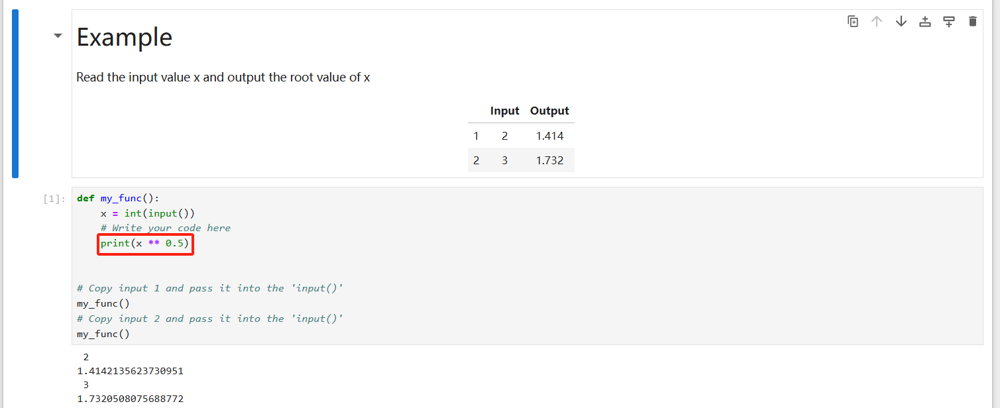 Example
Read the input value x and output the root value of x
Input Output
1 2 1.414
2 3 1.732
[1]:
def my_func():
    x = int(input())
    # Write your code here
    print(x ** 0.5)
# Copy input 1 and pass it into the 'input()'
my_func()
# Copy input 2 and pass it into the 'input()'
my_func()
2
1.4142135623730951
3
1.7320508075688772